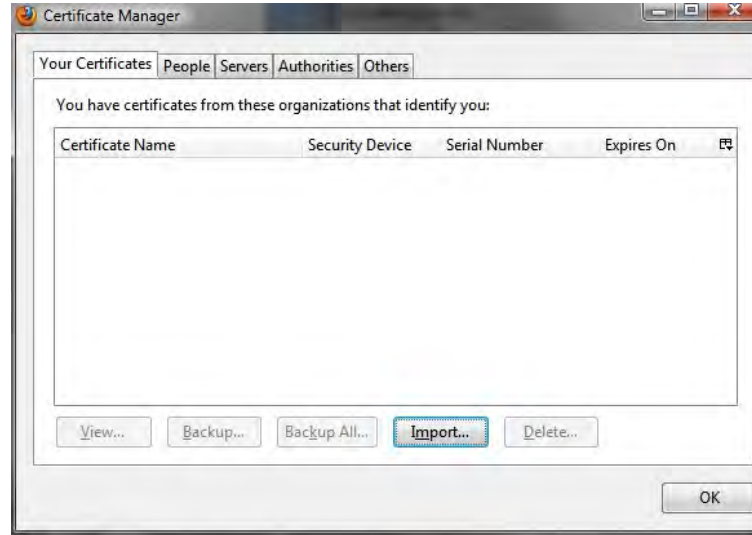 Certificate Manager
Your Certificates People Servers Authorities Others
You have certificates from these organizations that identify you:
Certificate Name Security Device Serial Number Expires On
View... Backup... Backup All... Import... Delete...
OK